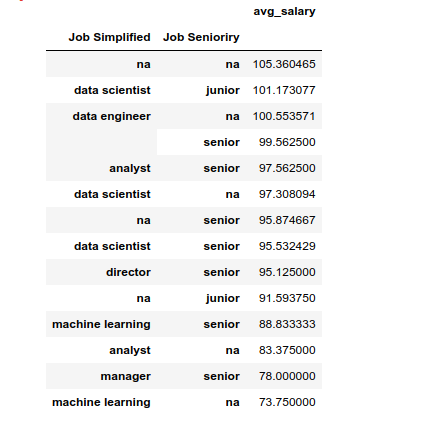 avg_salary
Job Simplified Job Senioriry
na na 105.360465
data scientist junior 101.173077
data engineer na 100.553571
senior 99.562500
analyst senior 97.562500
data scientist na 97.308094
na senior 95.874667
data scientist senior 95.532429
director senior 95.125000
na junior 91.593750
machine learning senior 88.833333
analyst na 83.375000
manager senior 78.000000
machine learning na 73.750000